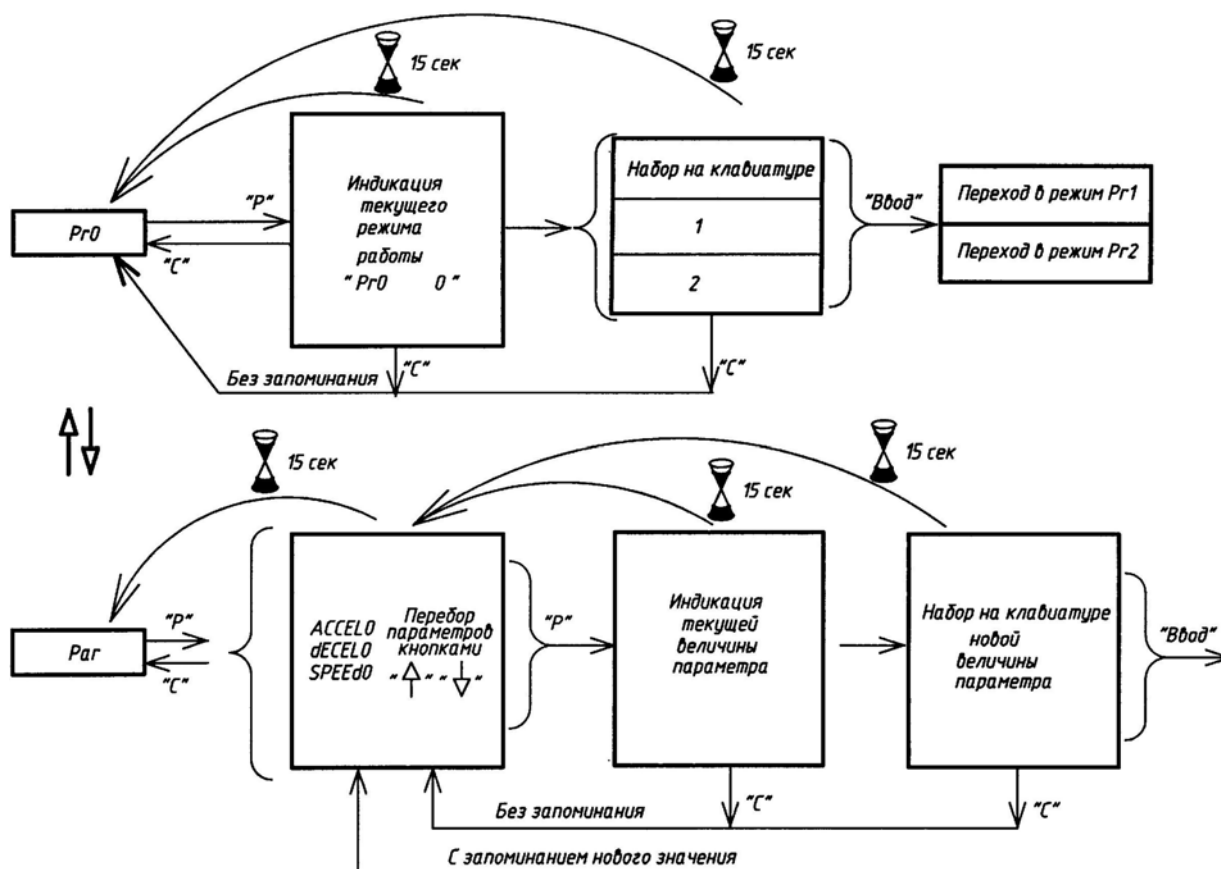 15 сек
15 сек
Pr0
"P"
"C"
Индикация
текущего
режима
работы
"Pr0 0"
Набор на клавиатуре
1
2
"Ввод"
Переход в режим Pr1
Переход в режим Pr2
"C"
"C"
Без запоминания
15 сек
15 сек
15 сек
Par
"P"
"C"
ACCEL0
dECEL0
SPEEd0
Перебор
параметров
кнопками
" " " "
"P"
Индикация
текущей
величины
параметра
Набор на клавиатуре
новой
величины
параметра
"Ввод"
"C"
"C"
Без запоминания
С запоминанием нового значения